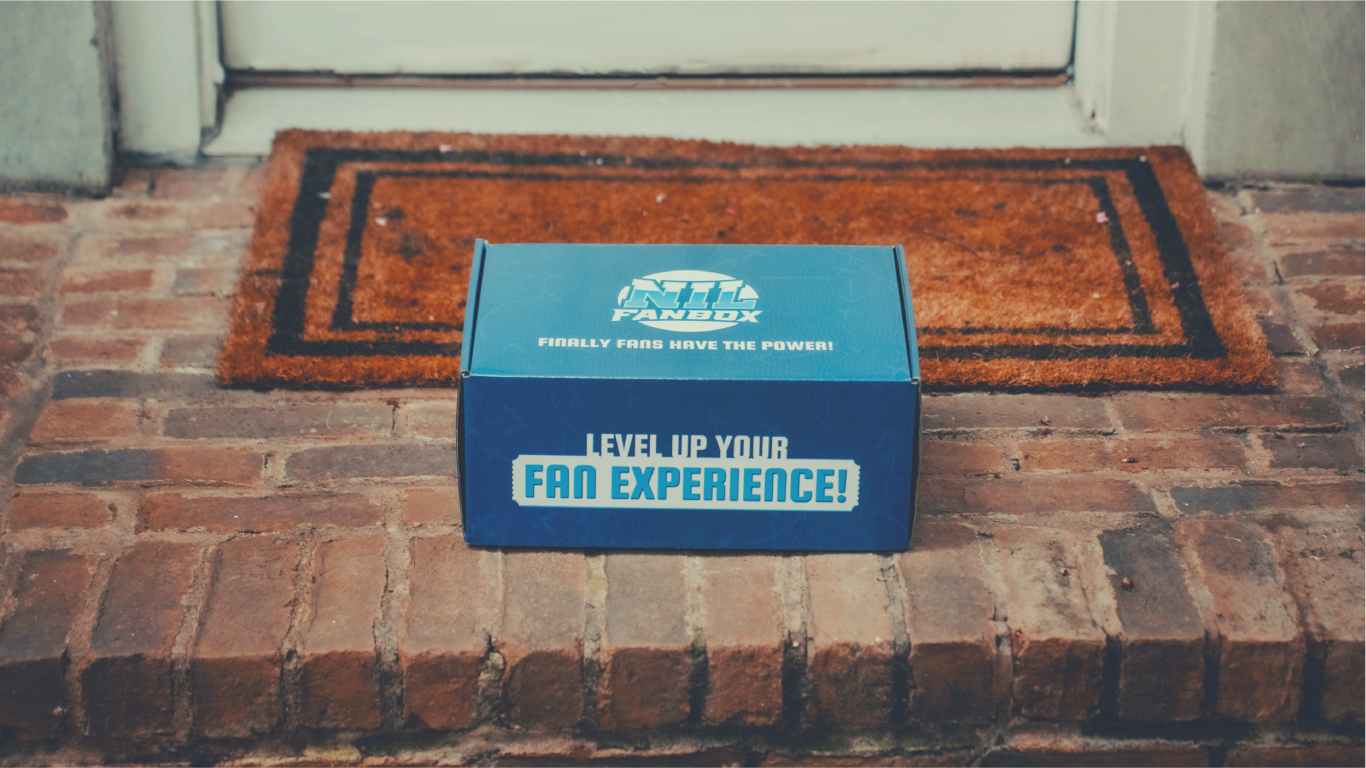 NIL
FANBOX
FINALLY FANS HAVE THE POWER!
LEVEL UP YOUR
FAN EXPERIENCE!